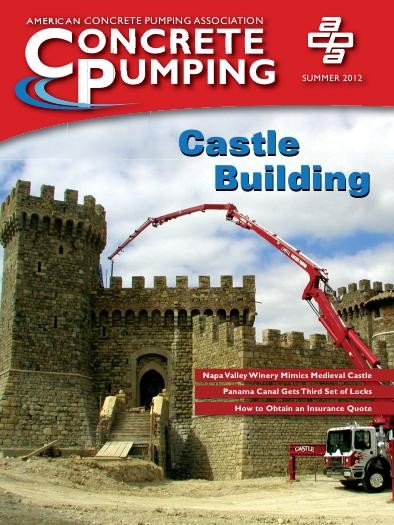 AMERICAN CONCRETE PUMPING ASSOCIATION
CONCRETE
PUMPING
acpa
SUMMER 2012
Castle
Building
Napa Valley Winery Mimics Medieval Castle
Panama Canal Gets Third Set of Locks
How to Obtain an Insurance Quote
CASTLE